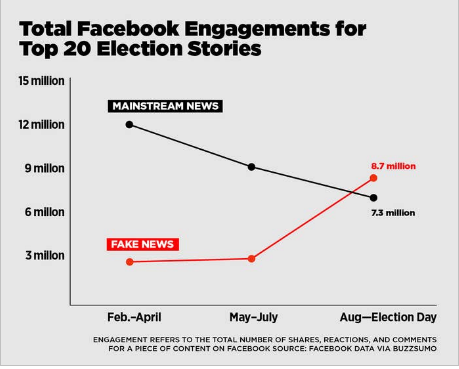 Total Facebook Engagements for
Top 20 Election Stories
15 million
MAINSTREAM NEWS
12 million
9 millon
8.7 million
6 millon
7.3 million
FAKE NEWS
3 millon
Feb.–April
May–July
Aug—Election Day
ENGAGEMENT REFERS TO THE TOTAL NUMBER OF SHARES, REACTIONS, AND COMMENTS
FOR A PIECE OF CONTENT ON FACEBOOK SOURCE: FACEBOOK DATA VIA BUZZSUMO